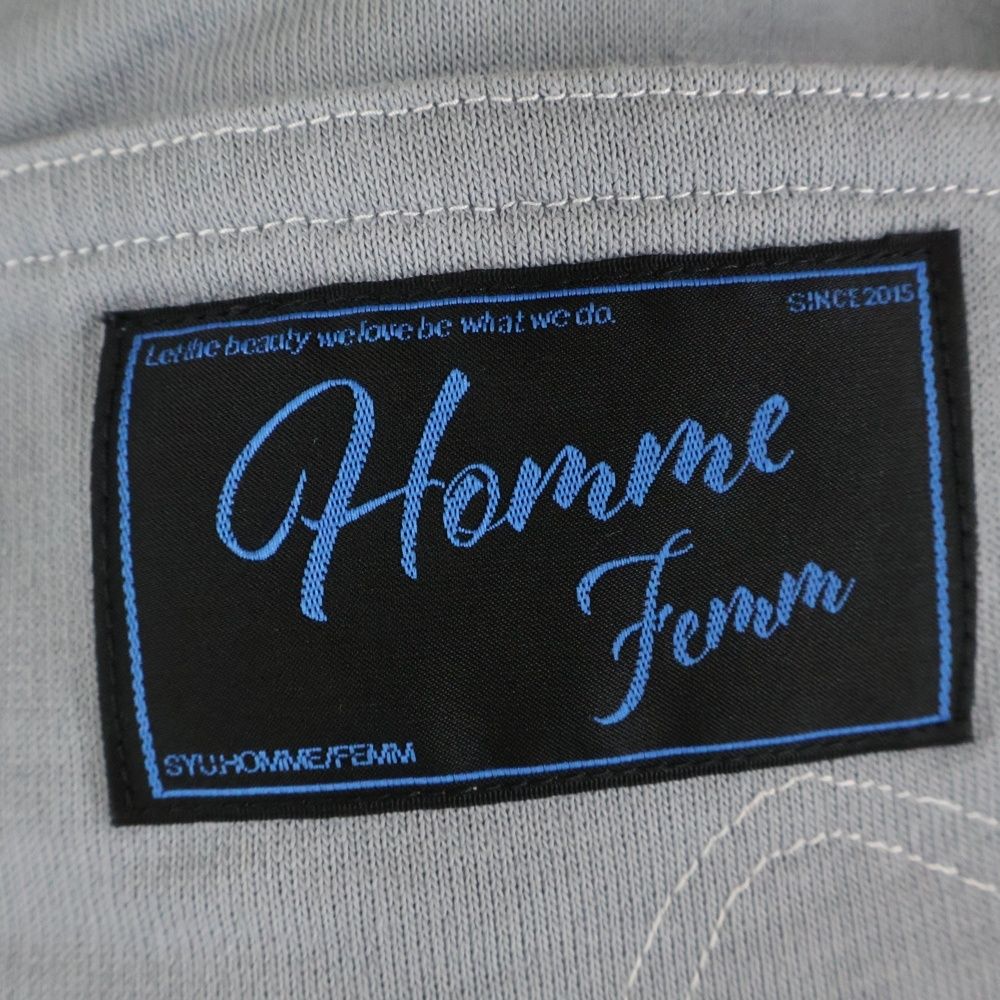 Let the beauty we love be what we do.
SINCE 2015
Homme
Femm
SYU.HOMME/FEMM